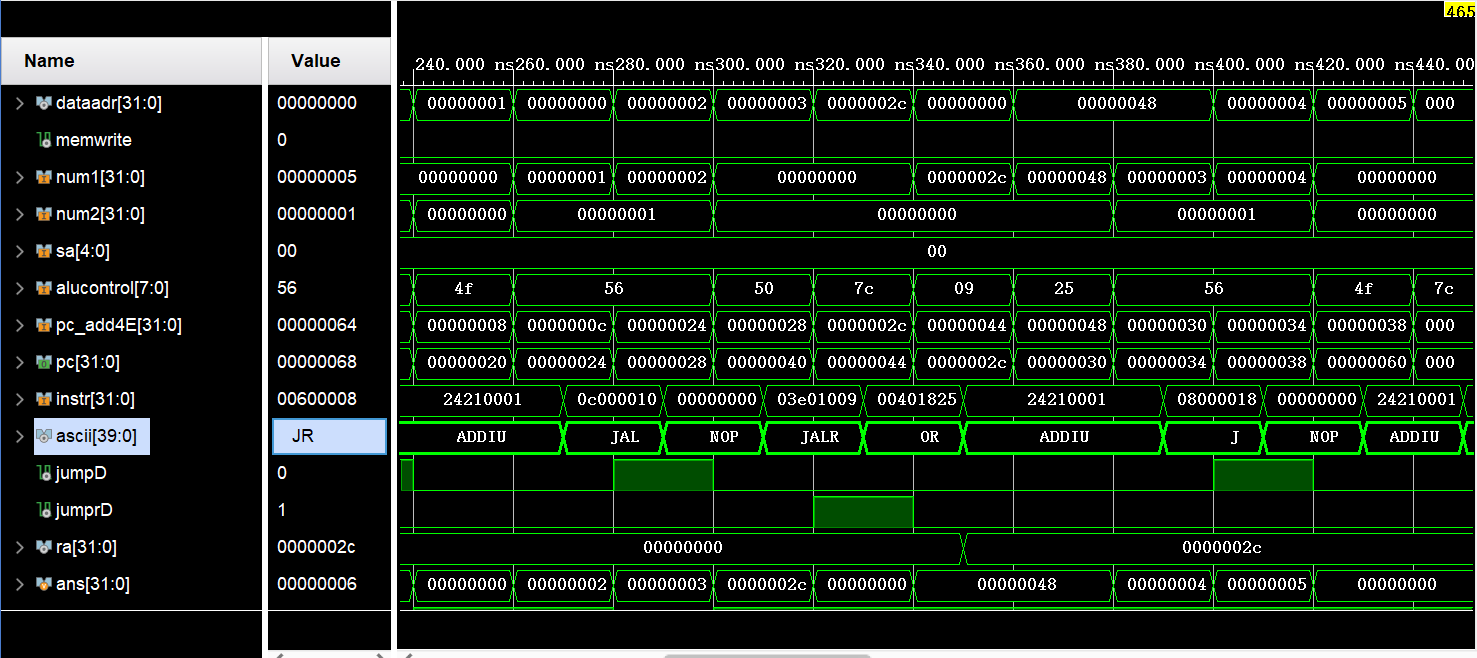 465
Name Value 240.000 ns 260.000 ns 280.000 ns 300.000 ns 320.000 ns 340.000 ns 360.000 ns 380.000 ns 400.000 ns 420.000 ns 440.00
dataadr[31:0] 00000000 00000001 00000000 00000002 00000003 0000002c 00000000 00000048 00000004 00000005 000
memwrite 0
num1[31:0] 00000005 00000000 00000001 00000002 00000000 0000002c 00000048 00000003 00000004 00000000
num2[31:0] 00000001 00000000 00000001 00000000 00000001 00000000
sa[4:0] 00 00
alucontrol[7:0] 56 4f 56 50 7c 09 25 56 4f 7c
pc_add4E[31:0] 00000064 00000008 0000000c 00000024 00000028 0000002c 00000044 00000048 00000030 00000034 00000038 000
pc[31:0] 00000068 00000020 00000024 00000028 00000040 00000044 0000002c 00000030 00000034 00000038 00000060 000
instr[31:0] 00600008 24210001 0c000010 00000000 03e01009 00401825 24210001 08000018 00000000 24210001
ascii[39:0] JR ADDIU JAL NOP JALR OR ADDIU J NOP ADDIU
jumpD 0
jumprD 1
ra[31:0] 0000002c 00000000 0000002c
ans[31:0] 00000006 00000000 00000002 00000003 0000002c 00000000 00000048 00000004 00000005 00000000